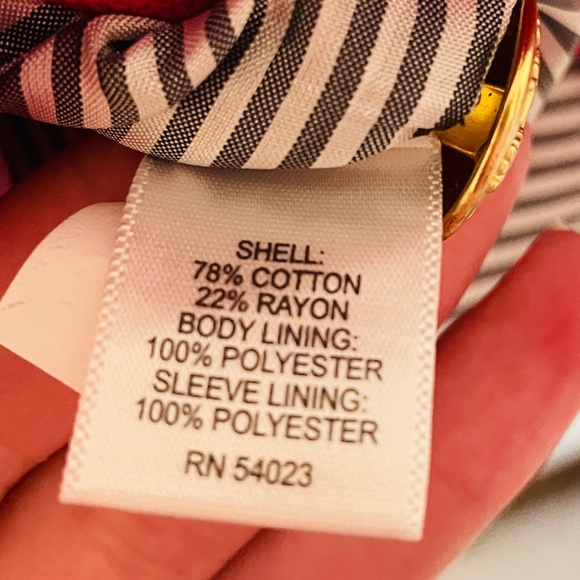 SHELL:
78% COTTON
22% RAYON
BODY LINING:
100% POLYESTER
SLEEVE LINING:
100% POLYESTER
RN 54023